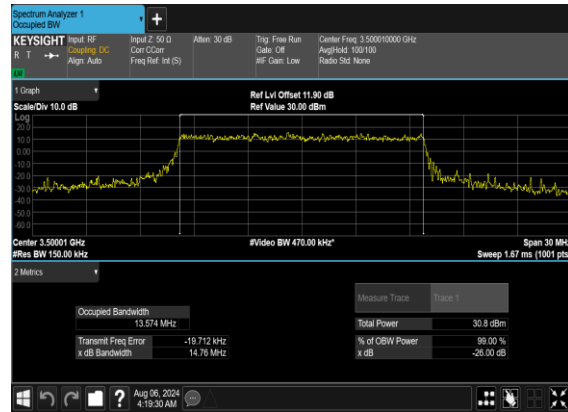 Spectrum Analyzer 1
Occupied BW
+
KEYSIGHT Input: RF Input Z: 50 Ω Atten: 30 dB Trig: Free Run Center Freq: 3.500010000 GHz
R T Coupling: DC Corr CCorr Gate: Off Avg|Hold: 100/100
Align: Auto Freq Ref: Int (S) #IF Gain: Low Radio Std: None
LW
1 Graph
Ref Lvl Offset 11.90 dB
Scale/Div 10.0 dB Ref Value 30.00 dBm
Log
20.0
10.0
0.00
-10.0
-20.0
-30.0
-40.0
-50.0
-60.0
Center 3.50001 GHz #Video BW 470.00 kHz* Span 30 MHz
#Res BW 150.00 kHz Sweep 1.67 ms (1001 pts)
2 Metrics
Measure Trace Trace 1
Occupied Bandwidth
13.574 MHz
Total Power 30.8 dBm
Transmit Freq Error -19.712 kHz % of OBW Power 99.00 %
x dB Bandwidth 14.76 MHz x dB -26.00 dB
? Aug 06, 2024
4:19:30 AM